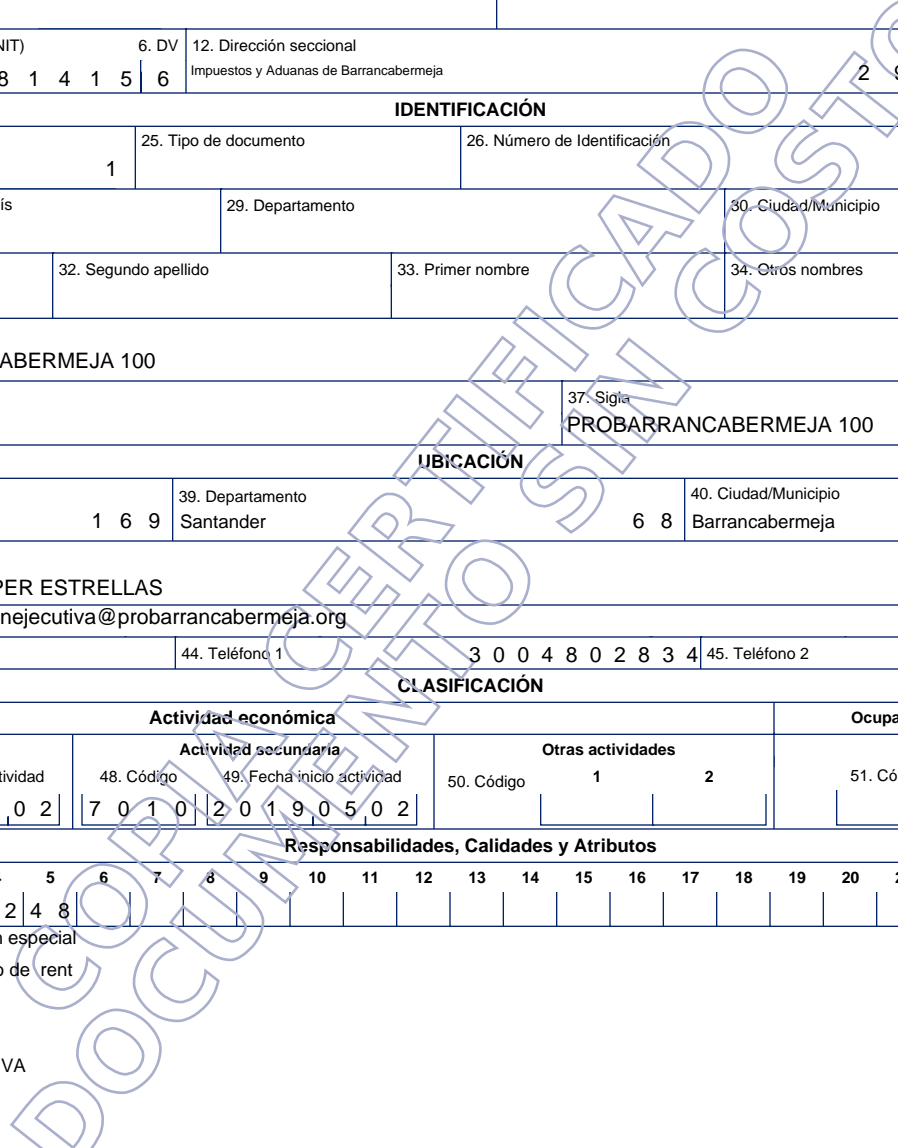 NIT) 6. DV 12. Dirección seccional
8 1 4 1 5 6 Impuestos y Aduanas de Barrancabermeja 2 9
IDENTIFICACIÓN
25. Tipo de documento 26. Número de Identificación
1
ís 29. Departamento 30. Ciudad/Municipio
32. Segundo apellido 33. Primer nombre 34. Otros nombres
ABERMEJA 100
37. Sigla
PROBARRANCABERMEJA 100
UBICACIÓN
39. Departamento 40. Ciudad/Municipio
1 6 9 Santander 6 8 Barrancabermeja
PER ESTRELLAS
nejecutiva@probarrancabermeja.org
44. Teléfono 1 3 0 0 4 8 0 2 8 3 4 45. Teléfono 2
CLASIFICACIÓN
Actividad económica Ocupa
Actividad secundaria Otras actividades
tividad 48. Código 49. Fecha inicio actividad 50. Código 1 2 51. Có
0 2 7 0 1 0 2 0 1 9 0 5 0 2
Responsabilidades, Calidades y Atributos
5 6 7 8 9 10 11 12 13 14 15 16 17 18 19 20
2 4 8
n especial
o de rent
VA
COPIA CERTIFICADO
DOCUMENTO SIN COSTO